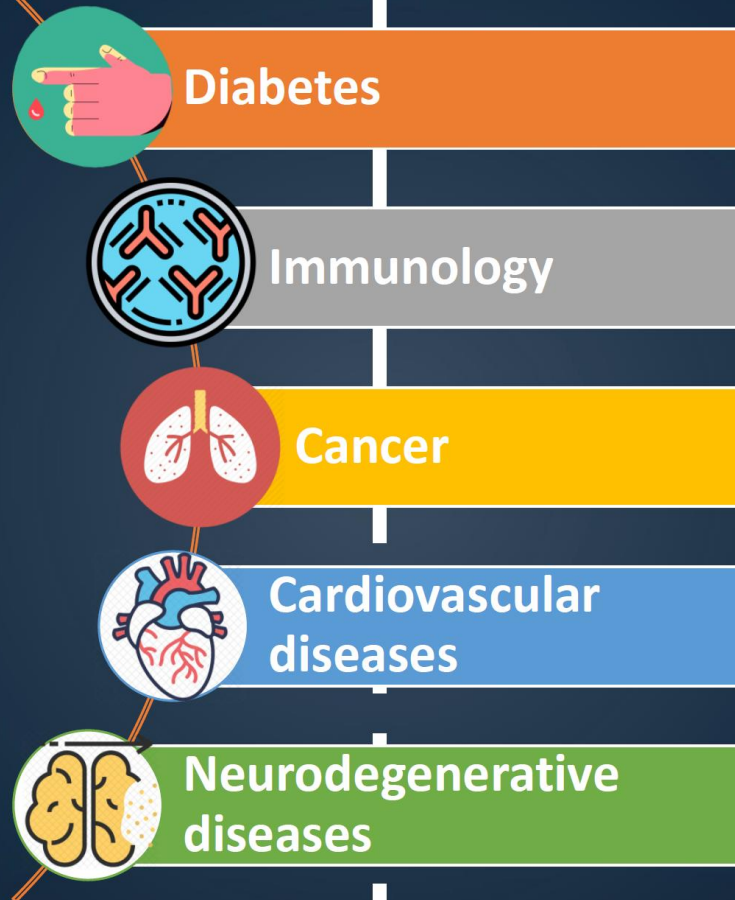 Diabetes
Immunology
Cancer
Cardiovascular
diseases
Neurodegenerative
diseases